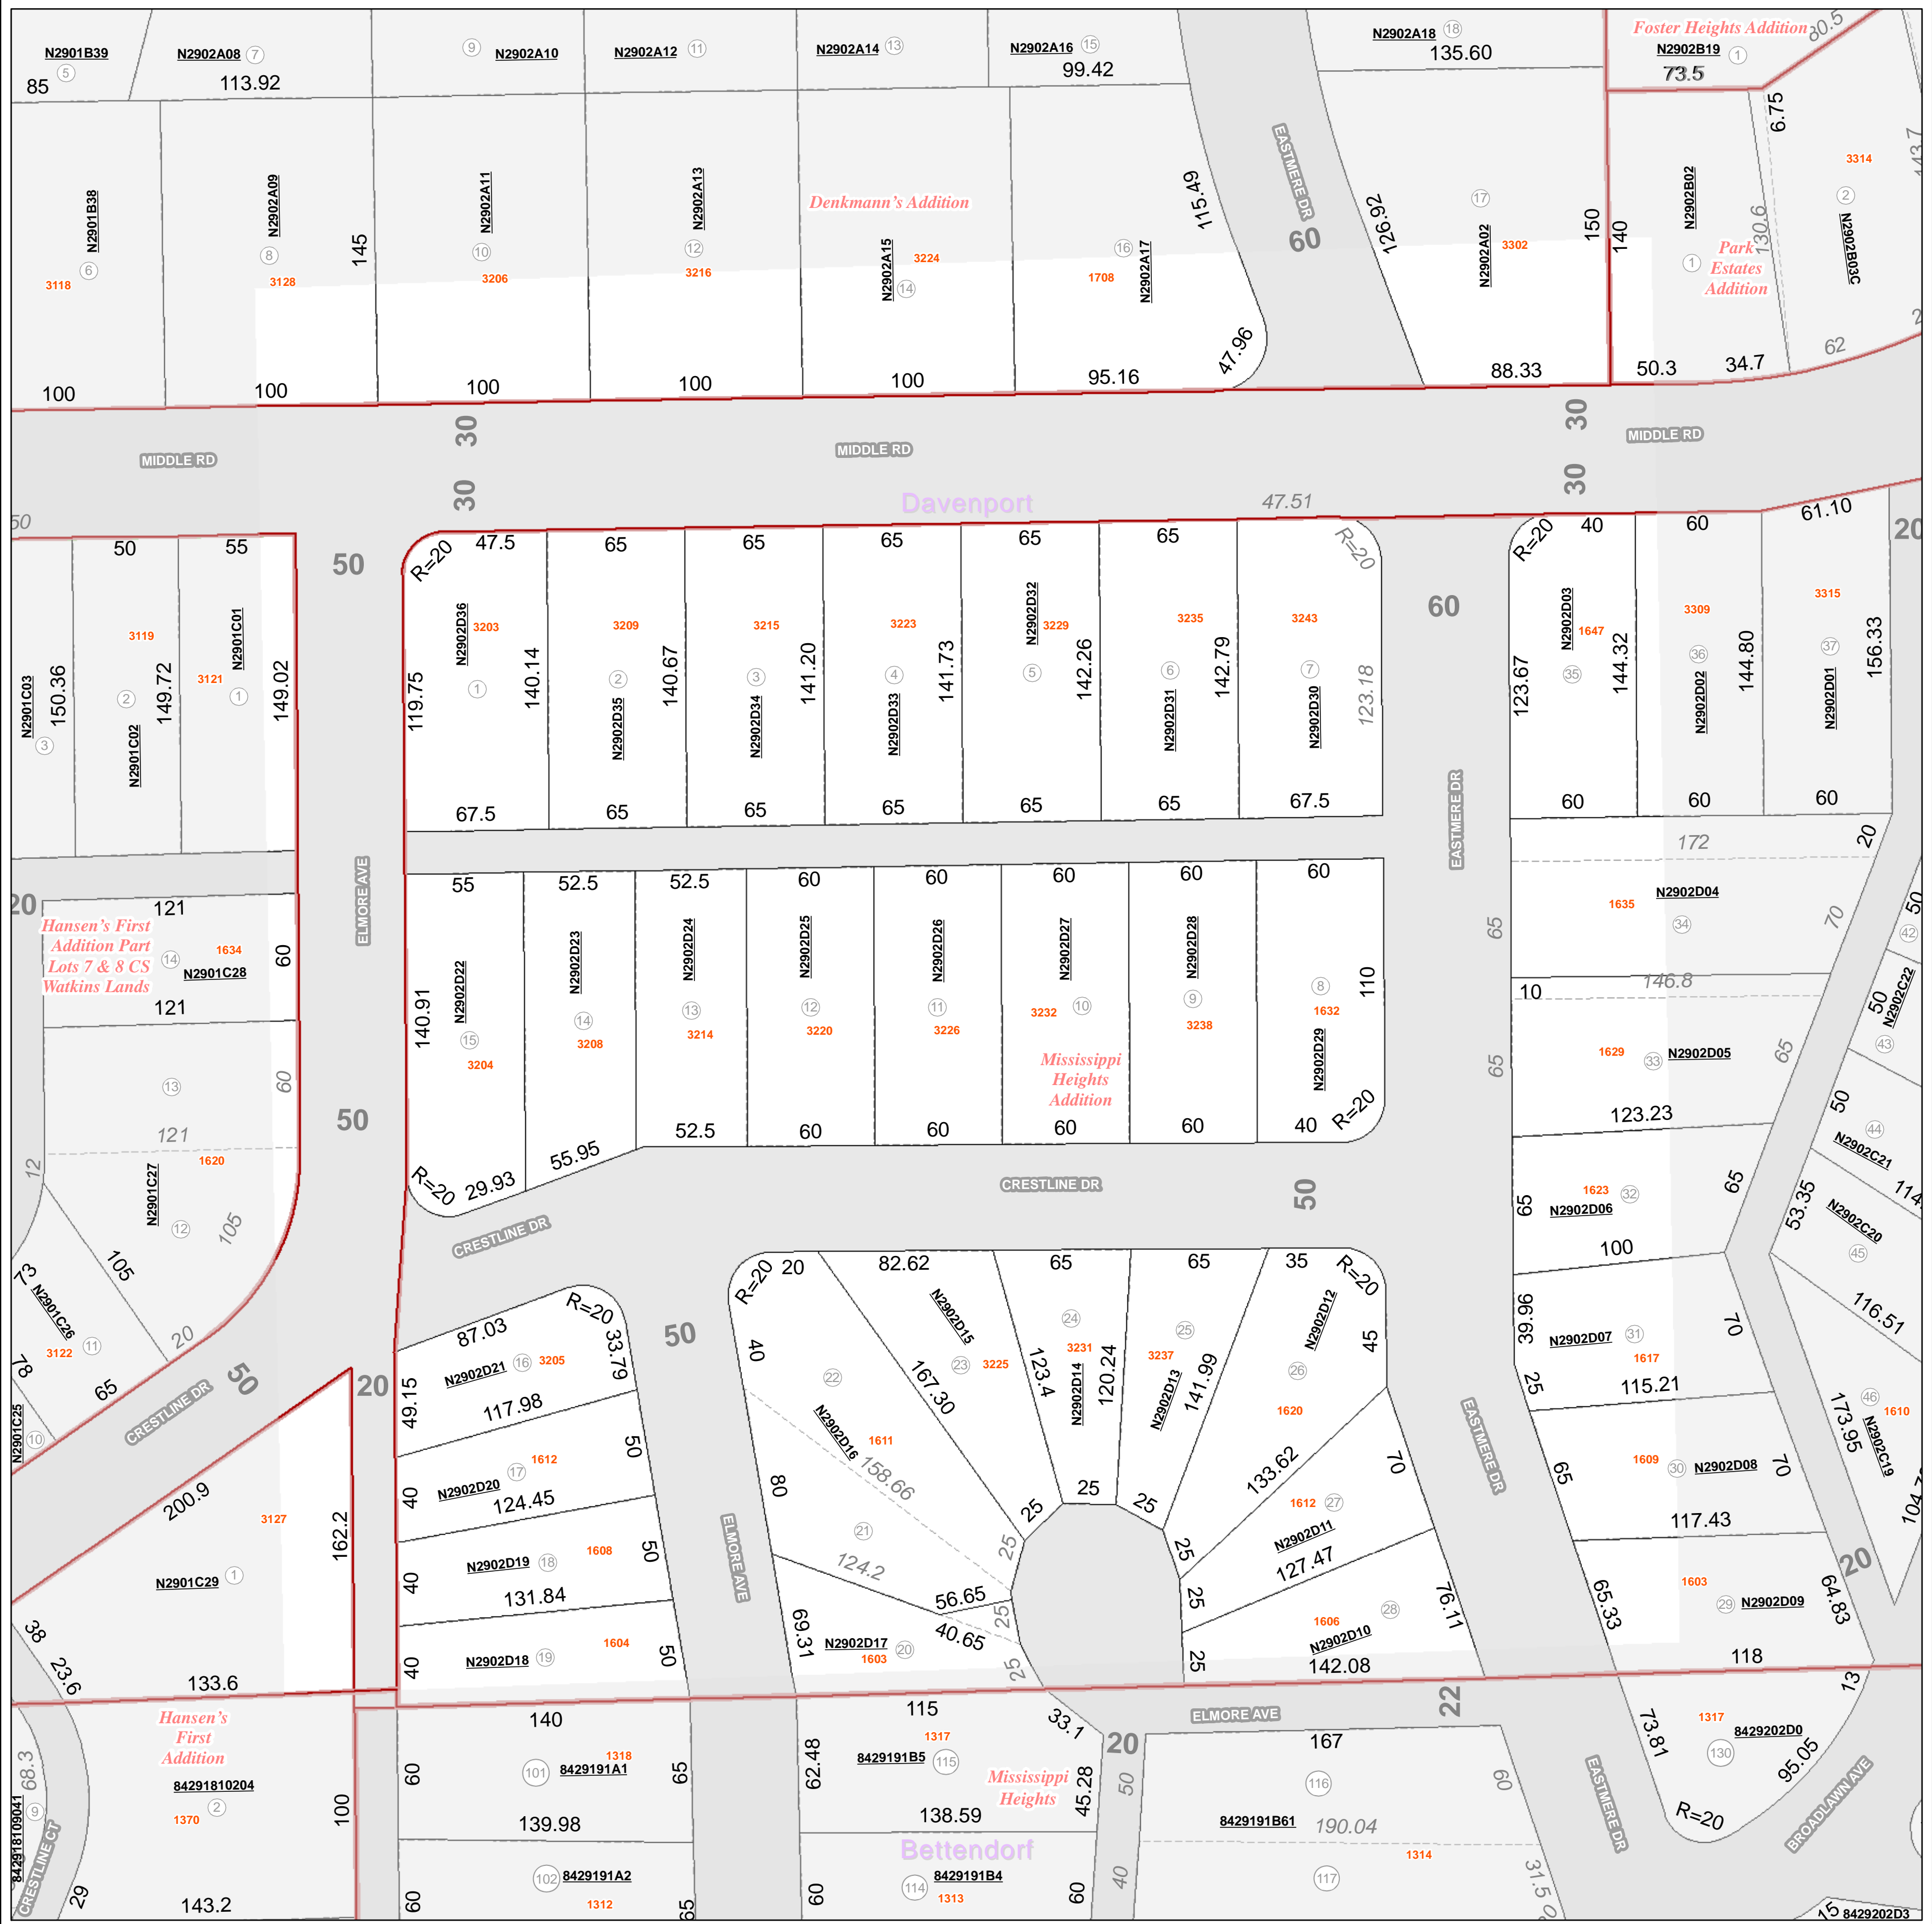 N2901B39
5
85
N2902A08 7
113.92
9 N2902A10
N2902A12 11
N2902A14 13
N2902A16 15
99.42
N2902A18 18
135.60
Foster Heights Addition
N2902B19 1
73.5
80.5
N2901B38
6
3118
100
N2902A09
8
3128
145
100
N2902A11
10
3206
100
N2902A13
12
3216
100
Denkmann's Addition
N2902A15
3224
14
100
16
N2902A17
1708
115.49
47.96
95.16
EASTMERE DR
60
126.92
17
N2902A02
3302
150
88.33
140
N2902B02
1
Park
Estates
Addition
130.6
6.75
3314
2
N2902B03C
50.3
34.7
62
30
30
MIDDLE RD
MIDDLE RD
MIDDLE RD
30
30
Davenport
47.51
50
50
55
N2901C03
3
150.36
3119
2
N2901C02
149.72
3121
1
N2901C01
149.02
50
R=20
47.5
119.75
N2902D36
3203
1
140.14
67.5
65
3209
2
N2902D35
140.67
65
65
3215
3
N2902D34
141.20
65
65
3223
4
N2902D33
141.73
65
65
N2902D32
3229
5
142.26
65
65
3235
6
N2902D31
142.79
65
R=20
3243
7
N2902D30
123.18
67.5
60
EASTMERE DR
R=20
40
123.67
N2902D03
1647
35
144.32
60
60
3309
36
N2902D02
144.80
60
61.10
3315
37
N2902D01
156.33
60
20
ELMORE AVE
20
121
Hansen's First
Addition Part
Lots 7 & 8 CS
Watkins Lands
14
1634
N2901C28
60
121
13
60
121
1620
N2901C27
12
105
12
105
73
N2901C26
11
3122
20
78
65
N2901C25
10
CRESTLINE DR
50
50
55
140.91
N2902D22
15
3204
R=20
29.93
52.5
N2902D23
14
3208
55.95
52.5
N2902D24
13
3214
52.5
60
N2902D25
12
3220
60
60
N2902D26
11
3226
60
60
N2902D27
3232 10
Mississippi
Heights
Addition
60
60
N2902D28
9
3238
60
60
8
1632
N2902D29
110
40
R=20
CRESTLINE DR
50
CRESTLINE DR
172
20
N2902D04
1635
34
65
70
146.8
10
1629
33 N2902D05
65
65
123.23
1623 32
N2902D06
65
65
100
50
42
50
N2902C22
43
50
44
N2902C21
114.
53.35
N2902C20
45
116.51
39.96
N2902D07 31
1617
70
25
115.21
1609
30 N2902D08
65
70
117.43
173.95
46
1610
N2902C19
1603
29 N2902D09
65.33
64.83
118
20
13
87.03
R=20
33.79
N2902D21 16 3205
49.15
117.98
20
1612
17
N2902D20
50
40
124.45
N2902D19 18 1608
50
40
131.84
1604
N2902D18 19
40
50
50
ELMORE AVE
R=20
20
40
22
N2902D16
1611
158.66
80
21
124.2
56.65
25
25
40.65
25
69.31
N2902D17 20
1603
82.62
N2902D15
23
3225
167.30
25
65
24
3231
N2902D14
123.4
120.24
25
65
25
3237
N2902D13
141.99
25
35
R=20
N2902D12
45
26
1620
133.62
25
70
1612 27
N2902D11
127.47
25
76.11
1606
28
N2902D10
25
142.08
EASTMERE DR
200.9
3127
162.2
N2901C29 1
38
23.6
133.6
Hansen's
First
Addition
84291810204
1370 2
100
143.2
68.3
9
8429181109041
CRESTLINE CT
29
140
1318
101 8429191A1
60
65
139.98
102 8429191A2
1312
60
65
115
33.1
1317
8429191B5 115
62.48
Mississippi
Heights
45.28
138.59
Bettendorf
114 8429191B4
1313
60
60
ELMORE AVE
22
20
167
50
116
60
8429191B61 190.04
1314
40
117
31.5
EASTMERE DR
73.81
1317
8429202D0
130
95.05
R=20
BROADLAWN AVE
15 8429202D3